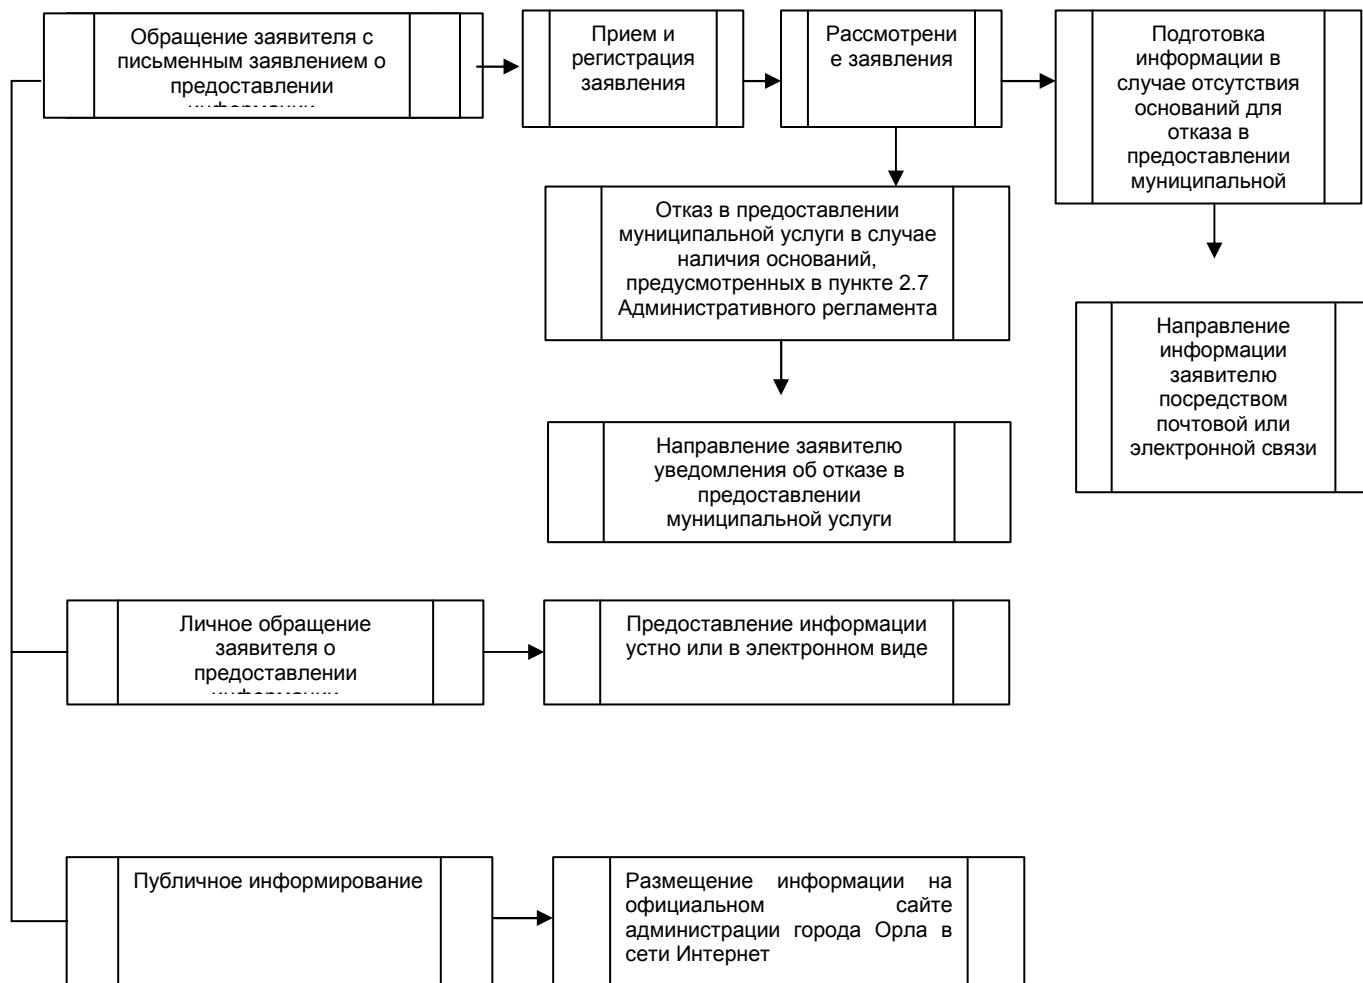 Обращение заявителя с
письменным заявлением о
предоставлении
Прием и
регистрация
заявления
Рассмотрени
е заявления
Подготовка
информации в
случае отсутствия
оснований для
отказа в
предоставлении
муниципальной
Отказ в предоставлении
муниципальной услуги в случае
наличия оснований,
предусмотренных в пункте 2.7
Административного регламента
Направление
информации
заявителю
посредством
почтовой или
электронной связи
Направление заявителю
уведомления об отказе в
предоставлении
муниципальной услуги
Личное обращение
заявителя о
предоставлении
Предоставление информации
устно или в электронном виде
Публичное информирование
Размещение информации на
официальном сайте
администрации города Орла в
сети Интернет